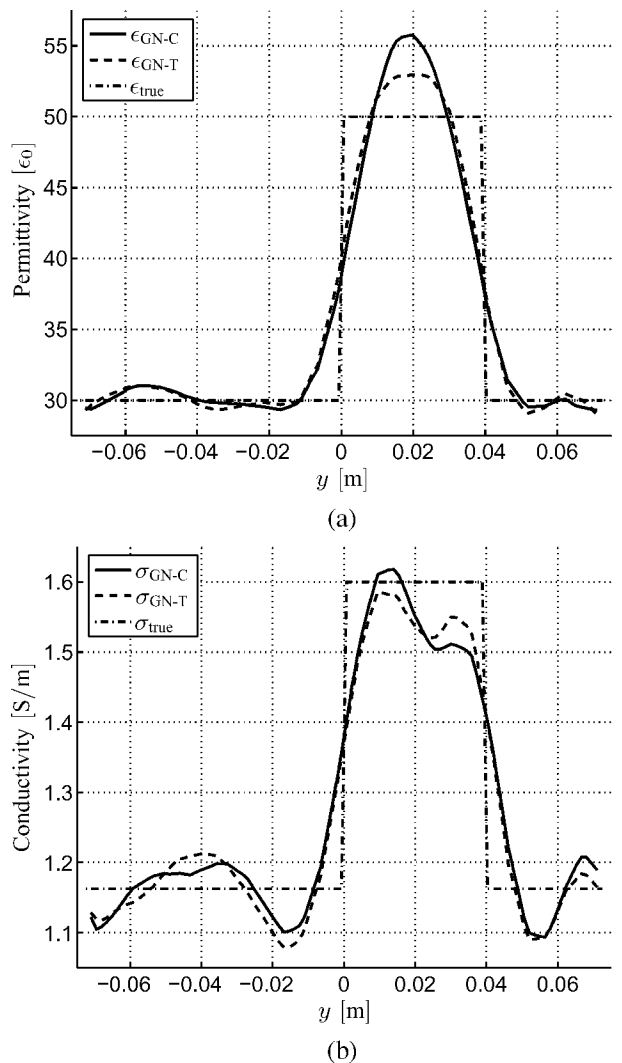 55
50
45
40
35
30
Permittivity [ϵ₀]
ϵGN-C
ϵGN-T
ϵtrue
−0.06 −0.04 −0.02 0 0.02 0.04 0.06
y [m]
(a)
1.6
1.5
1.4
1.3
1.2
1.1
Conductivity [S/m]
σGN-C
σGN-T
σtrue
−0.06 −0.04 −0.02 0 0.02 0.04 0.06
y [m]
(b)